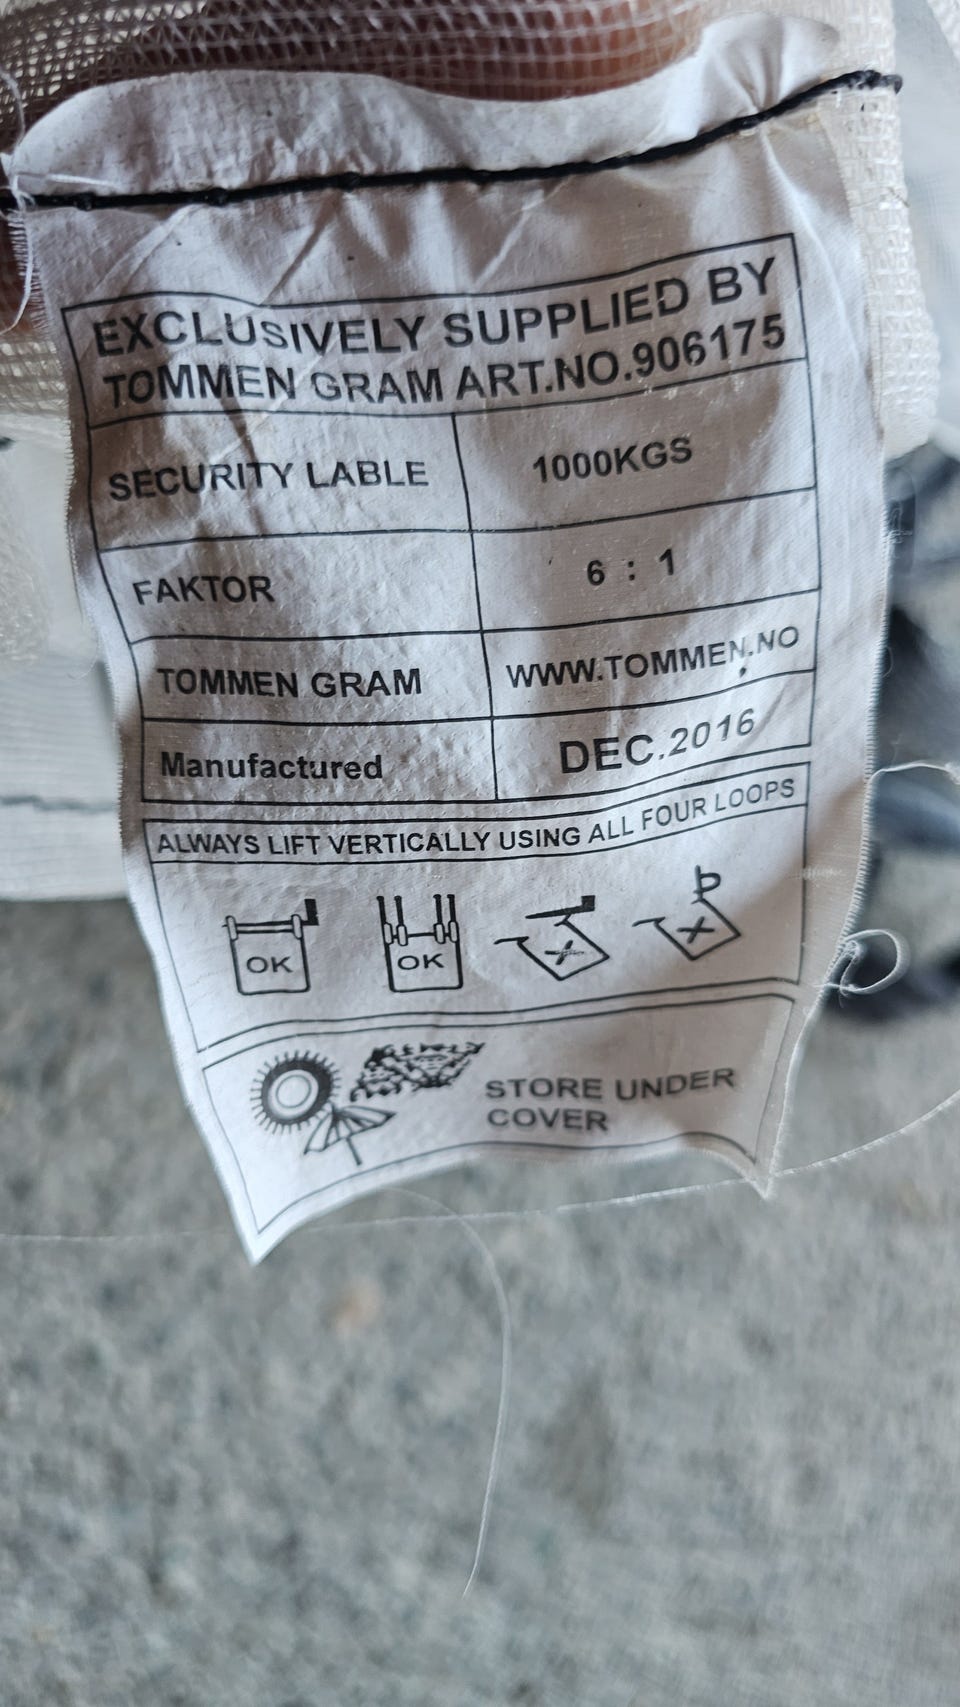 EXCLUSIVELY SUPPLIED BY
TOMMEN GRAM ART.NO.906175
SECURITY LABLE 1000KGS
FAKTOR 6 : 1
TOMMEN GRAM WWW.TOMMEN.NO
Manufactured DEC.2016
ALWAYS LIFT VERTICALLY USING ALL FOUR LOOPS
OK OK
STORE UNDER
COVER